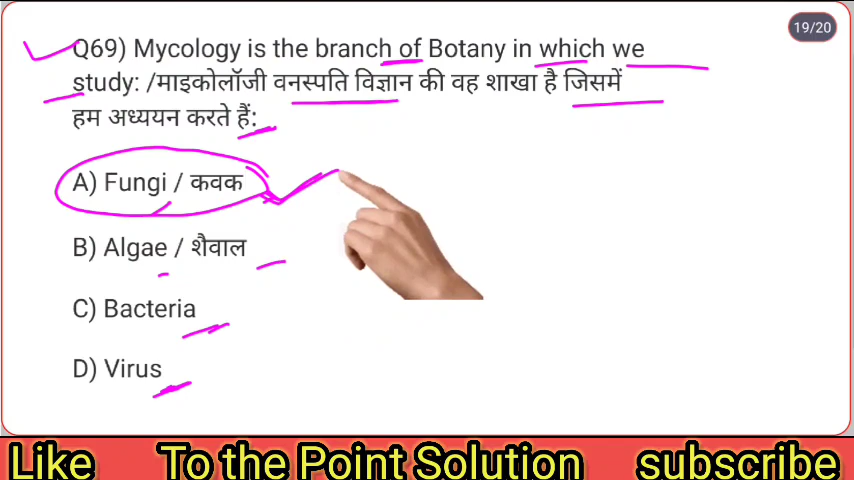 19/20
Q69) Mycology is the branch of Botany in which we
study: /माइकोलॉजी वनस्पति विज्ञान की वह शाखा है जिसमें
हम अध्ययन करते हैं:
A) Fungi / कवक
B) Algae / शैवाल
C) Bacteria
D) Virus
Like To the Point Solution subscribe